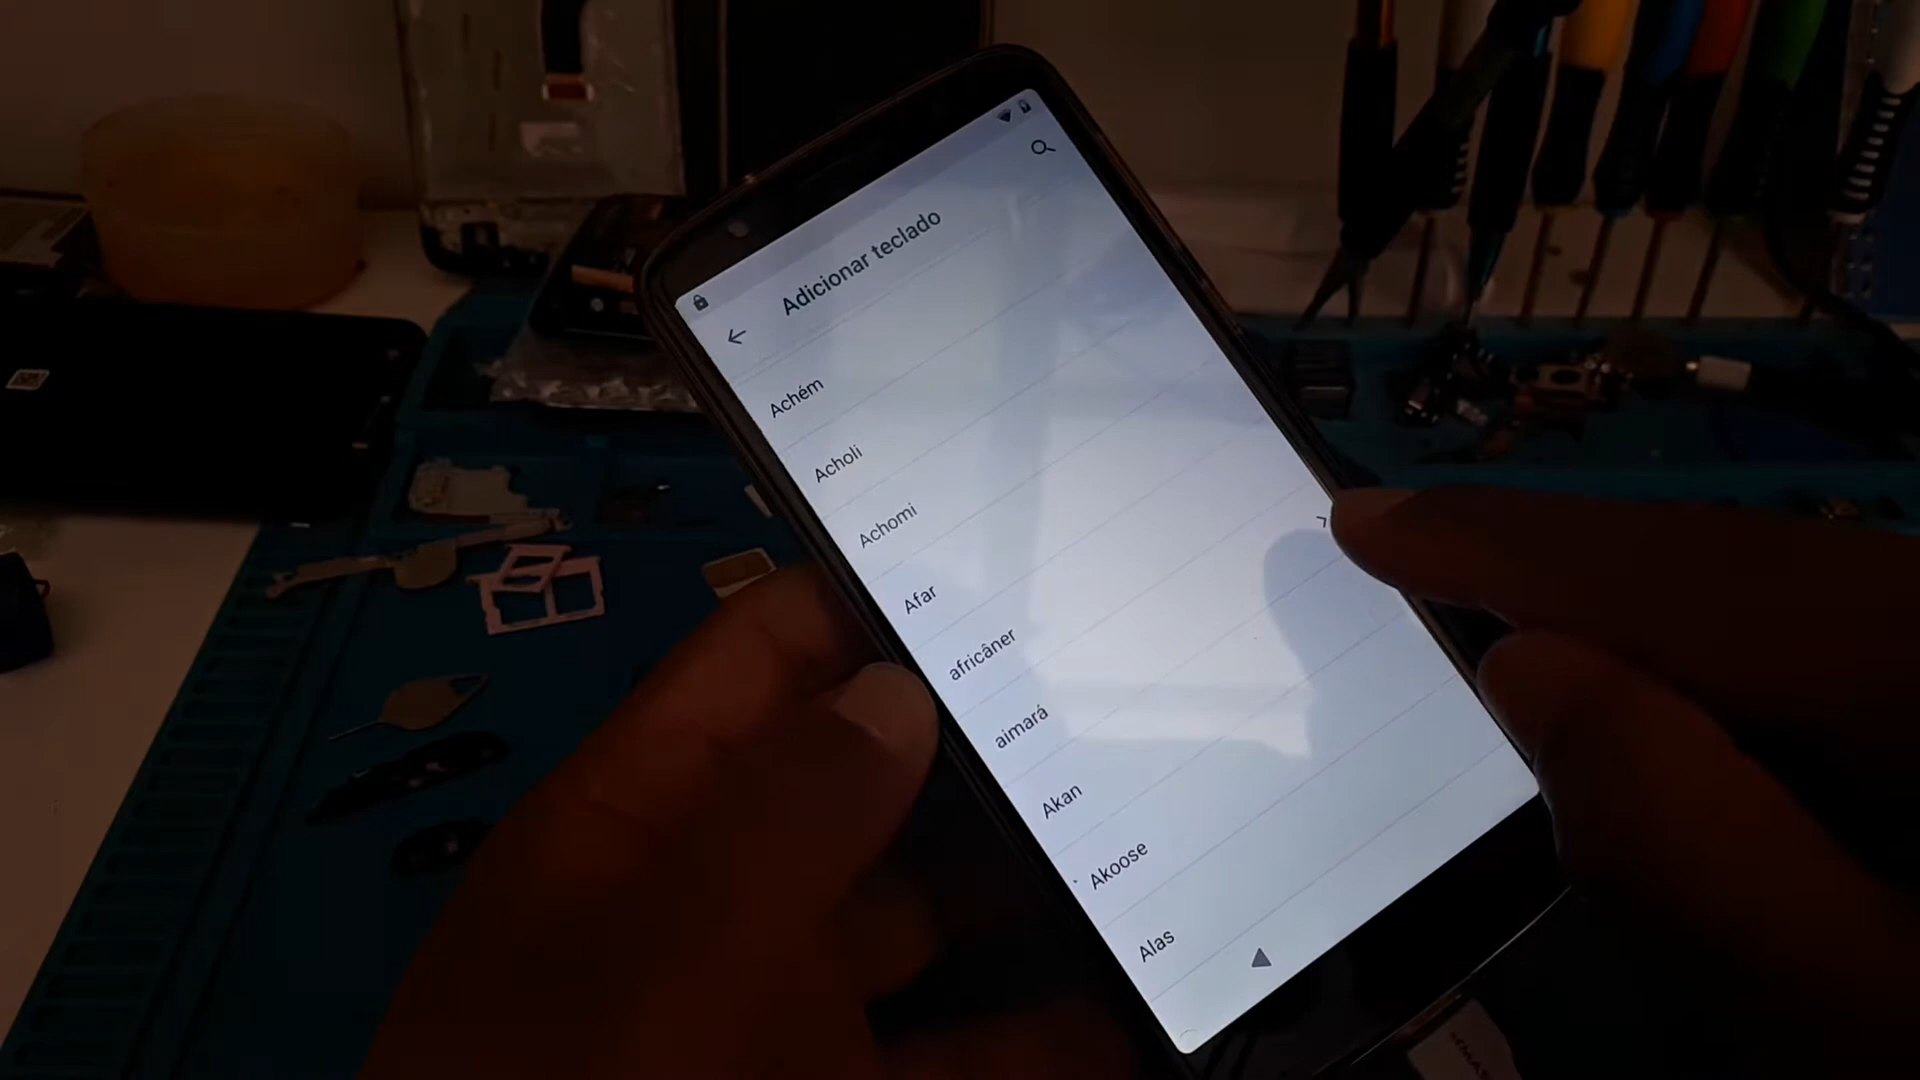 Adicionar teclado
Achém
Acholi
Achomi
Afar
africâner
aimará
Akan
Akoose
Alas